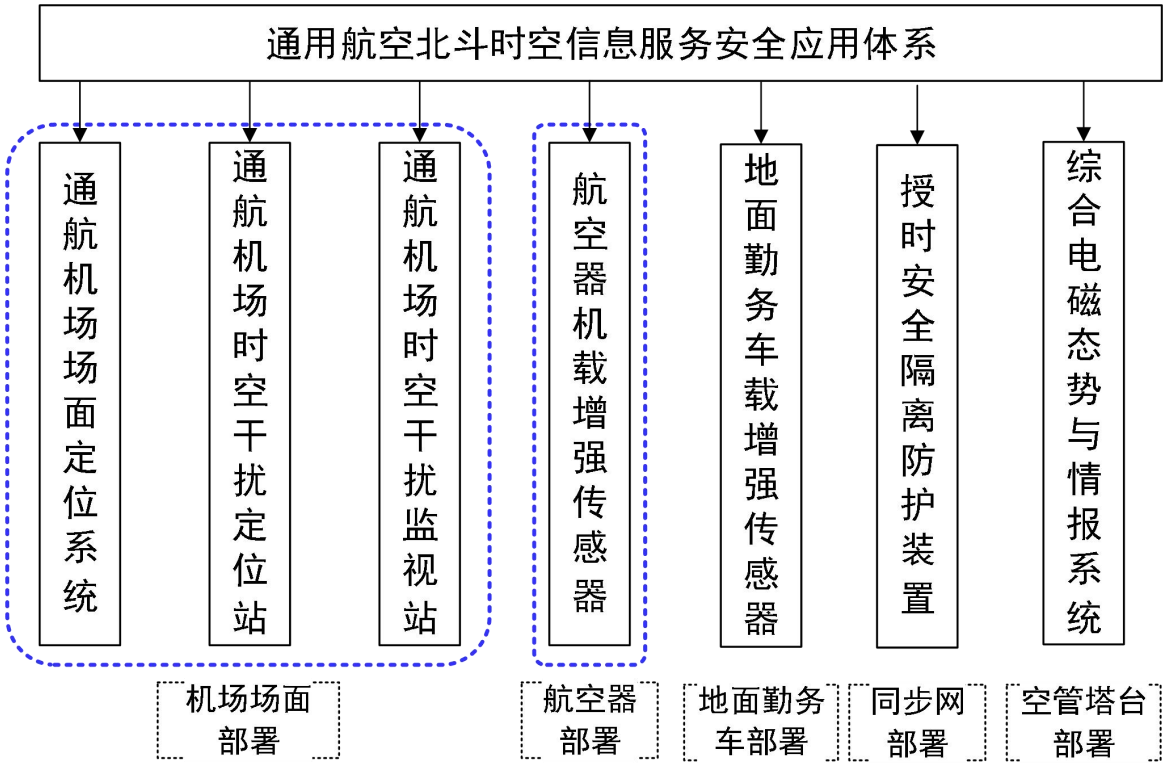 通用航空北斗时空信息服务安全应用体系
通航机场场面定位系统
通航机场时空干扰定位站
通航机场时空干扰监视站
航空器机载增强传感器
地面勤务车载增强传感器
授时安全隔离防护装置
综合电磁态势与情报系统
机场场面
部署
航空器
部署
地面勤务
车部署
同步网
部署
空管塔台
部署